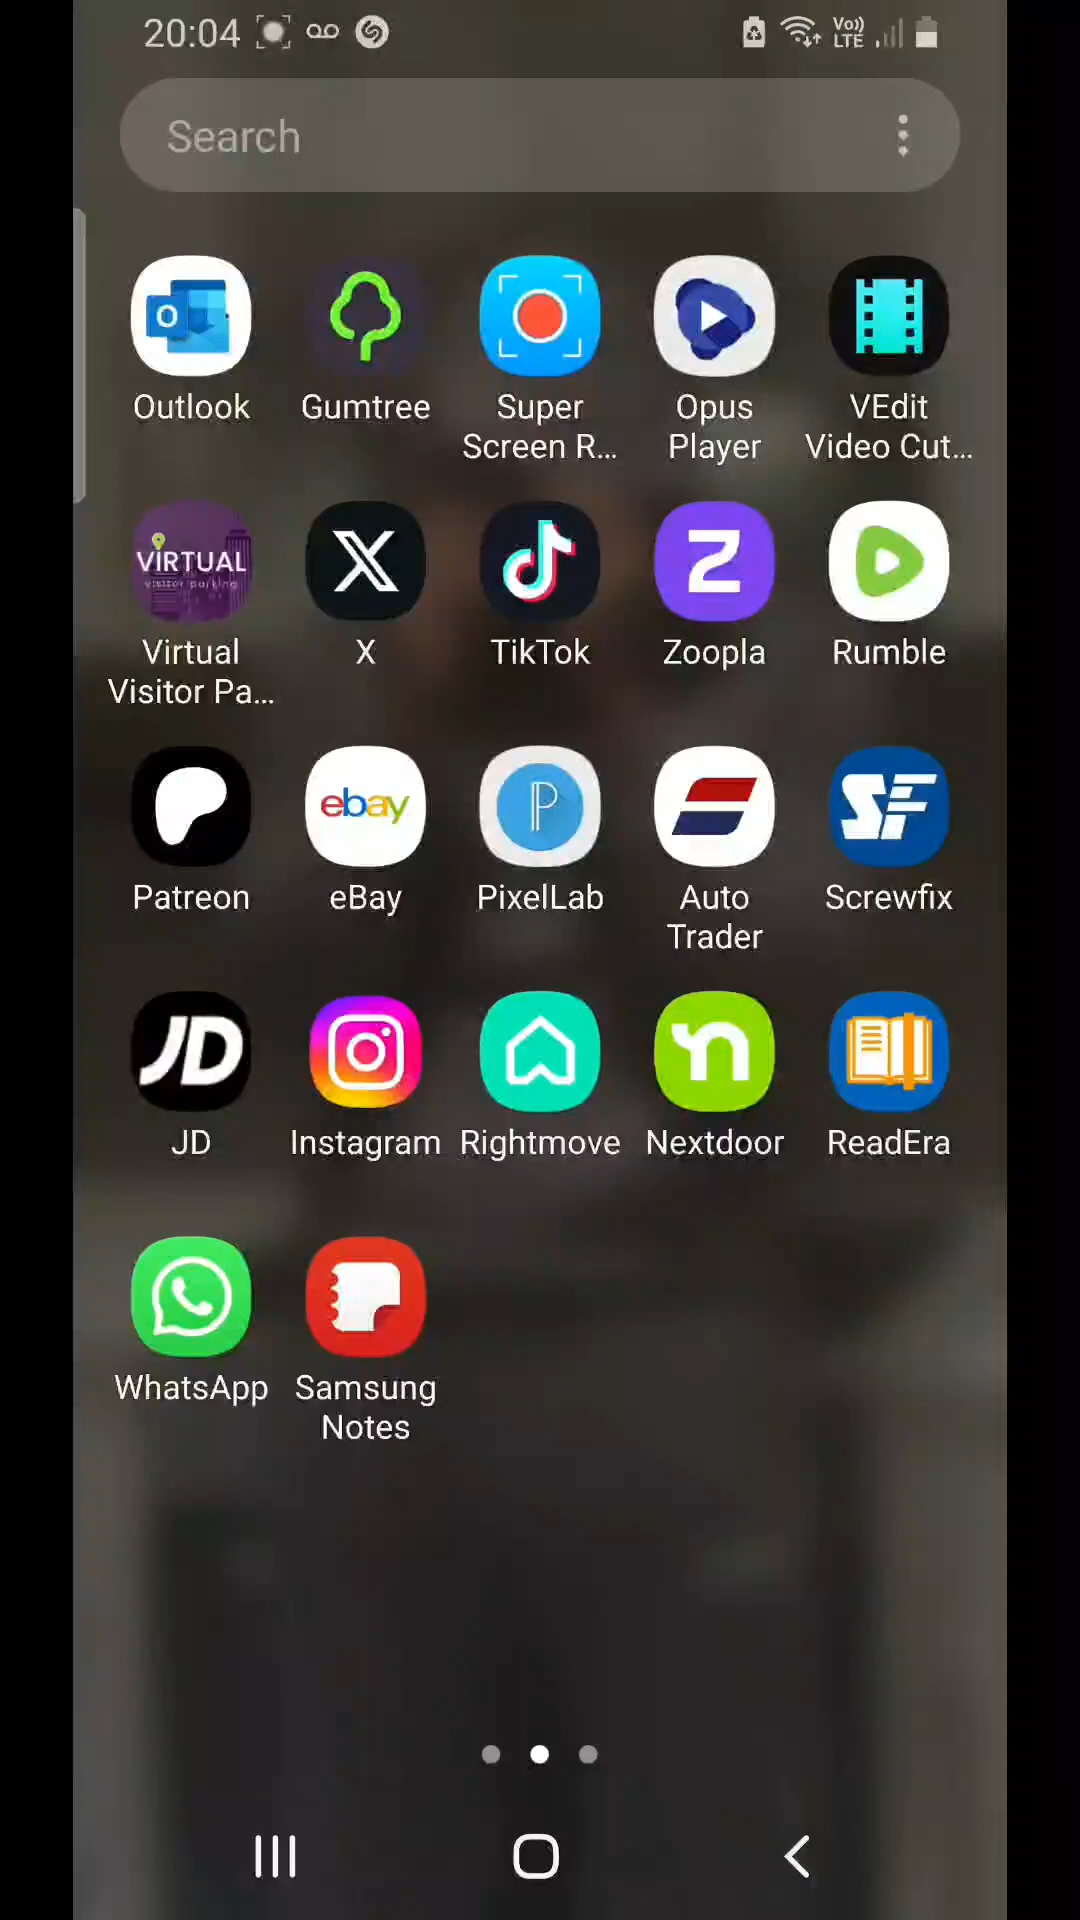 20:04
Vo))
LTE
Search
Outlook
Gumtree
Super
Screen R...
Opus
Player
VEdit
Video Cut...
VIRTUAL
visitor parking
Virtual
Visitor Pa...
X
TikTok
Zoopla
Rumble
Patreon
ebay
eBay
PixelLab
Auto
Trader
SF
Screwfix
JD
JD
Instagram
Rightmove
Nextdoor
ReadEra
WhatsApp
Samsung
Notes